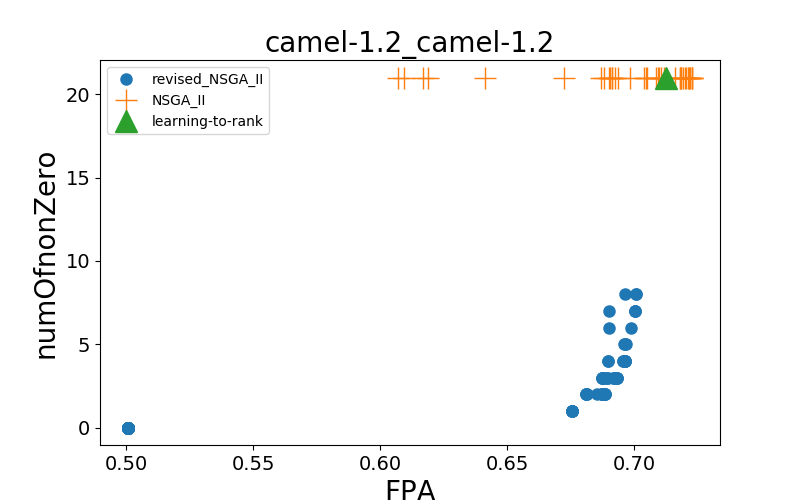 camel-1.2_camel-1.2
revised_NSGA_II
NSGA_II
learning-to-rank
numOfnonZero
20
15
10
5
0
0.50 0.55 0.60 0.65 0.70
FPA